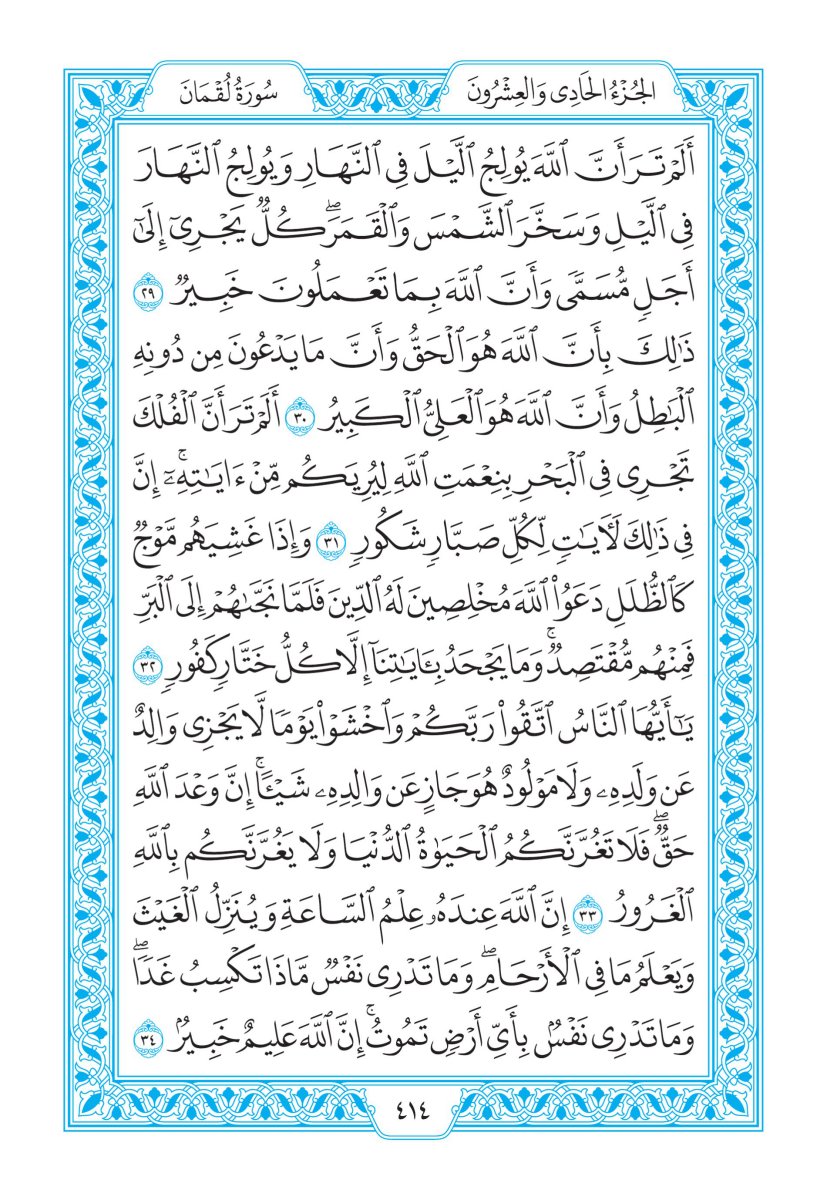 الجُزْءُ الحَادِي وَالعِشْرُونَ
سُورَةُ لُقْمَانَ
أَلَمْ تَرَ أَنَّ ٱللَّهَ يُولِجُ ٱلَّيْلَ فِي ٱلنَّهَارِ وَيُولِجُ ٱلنَّهَارَ
فِي ٱلَّيْلِ وَسَخَّرَ ٱلشَّمْسَ وَٱلْقَمَرَۖ كُلٌّ يَجْرِيٓ إِلَىٰٓ
أَجَلٍ مُّسَمًّى وَأَنَّ ٱللَّهَ بِمَا تَعْمَلُونَ خَبِيرٌ ٢٩
ذَٰلِكَ بِأَنَّ ٱللَّهَ هُوَ ٱلْحَقُّ وَأَنَّ مَا يَدْعُونَ مِن دُونِهِ
ٱلْبَٰطِلُ وَأَنَّ ٱللَّهَ هُوَ ٱلْعَلِيُّ ٱلْكَبِيرُ ٣٠ أَلَمْ تَرَ أَنَّ ٱلْفُلْكَ
تَجْرِي فِي ٱلْبَحْرِ بِنِعْمَتِ ٱللَّهِ لِيُرِيَكُم مِّنْ ءَايَٰتِهِۦٓۚ إِنَّ
فِي ذَٰلِكَ لَأٓيَٰتٍ لِّكُلِّ صَبَّارٍ شَكُورٍ ٣١ وَإِذَا غَشِيَهُم مَّوْجٌ
كَٱلظُّلَلِ دَعَوُاْ ٱللَّهَ مُخْلِصِينَ لَهُ ٱلدِّينَ فَلَمَّا نَجَّىٰهُمْ إِلَى ٱلْبَرِّ
فَمِنْهُم مُّقْتَصِدٌۚ وَمَا يَجْحَدُ بِـَٔايَٰتِنَآ إِلَّا كُلُّ خَتَّارٍ كَفُورٍ ٣٢
يَٰٓأَيُّهَا ٱلنَّاسُ ٱتَّقُواْ رَبَّكُمْ وَٱخْشَوْاْ يَوْمًا لَّا يَجْزِي وَالِدٌ
عَن وَلَدِهِۦ وَلَا مَوْلُودٌ هُوَ جَازٍ عَن وَالِدِهِۦ شَيْـًٔاۚ إِنَّ وَعْدَ ٱللَّهِ
حَقٌّۖ فَلَا تَغُرَّنَّكُمُ ٱلْحَيَوٰةُ ٱلدُّنْيَا وَلَا يَغُرَّنَّكُم بِٱللَّهِ
ٱلْغَرُورُ ٣٣ إِنَّ ٱللَّهَ عِندَهُۥ عِلْمُ ٱلسَّاعَةِ وَيُنَزِّلُ ٱلْغَيْثَ
وَيَعْلَمُ مَا فِي ٱلْأَرْحَامِۖ وَمَا تَدْرِي نَفْسٌ مَّاذَا تَكْسِبُ غَدًاۖ
وَمَا تَدْرِي نَفْسٌۢ بِأَيِّ أَرْضٍ تَمُوتُۚ إِنَّ ٱللَّهَ عَلِيمٌ خَبِيرٌۢ ٣٤
٤١٤